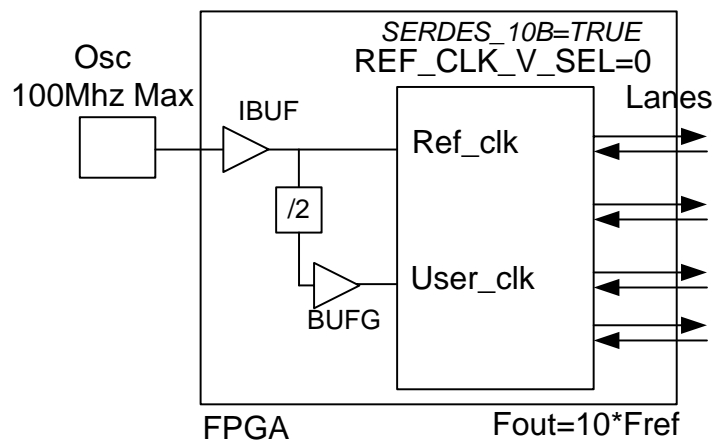 SERDES_10B=TRUE
Osc
REF_CLK_V_SEL=0
100Mhz Max
Lanes
IBUF
Ref_clk
/2
User_clk
BUFG
FPGA
Fout=10*Fref